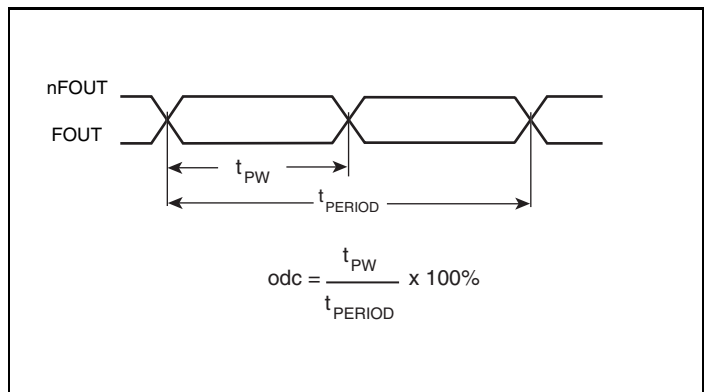 nFOUT
FOUT
tPW
tPERIOD
tPW
odc = x 100%
tPERIOD